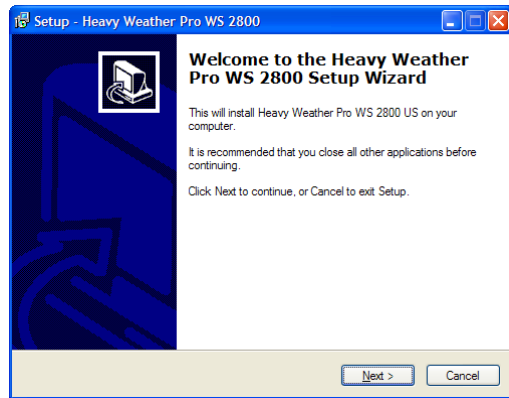 Setup - Heavy Weather Pro WS 2800
Welcome to the Heavy Weather
Pro WS 2800 Setup Wizard
This will install Heavy Weather Pro WS 2800 US on your
computer.
It is recommended that you close all other applications before
continuing.
Click Next to continue, or Cancel to exit Setup.
Next >
Cancel